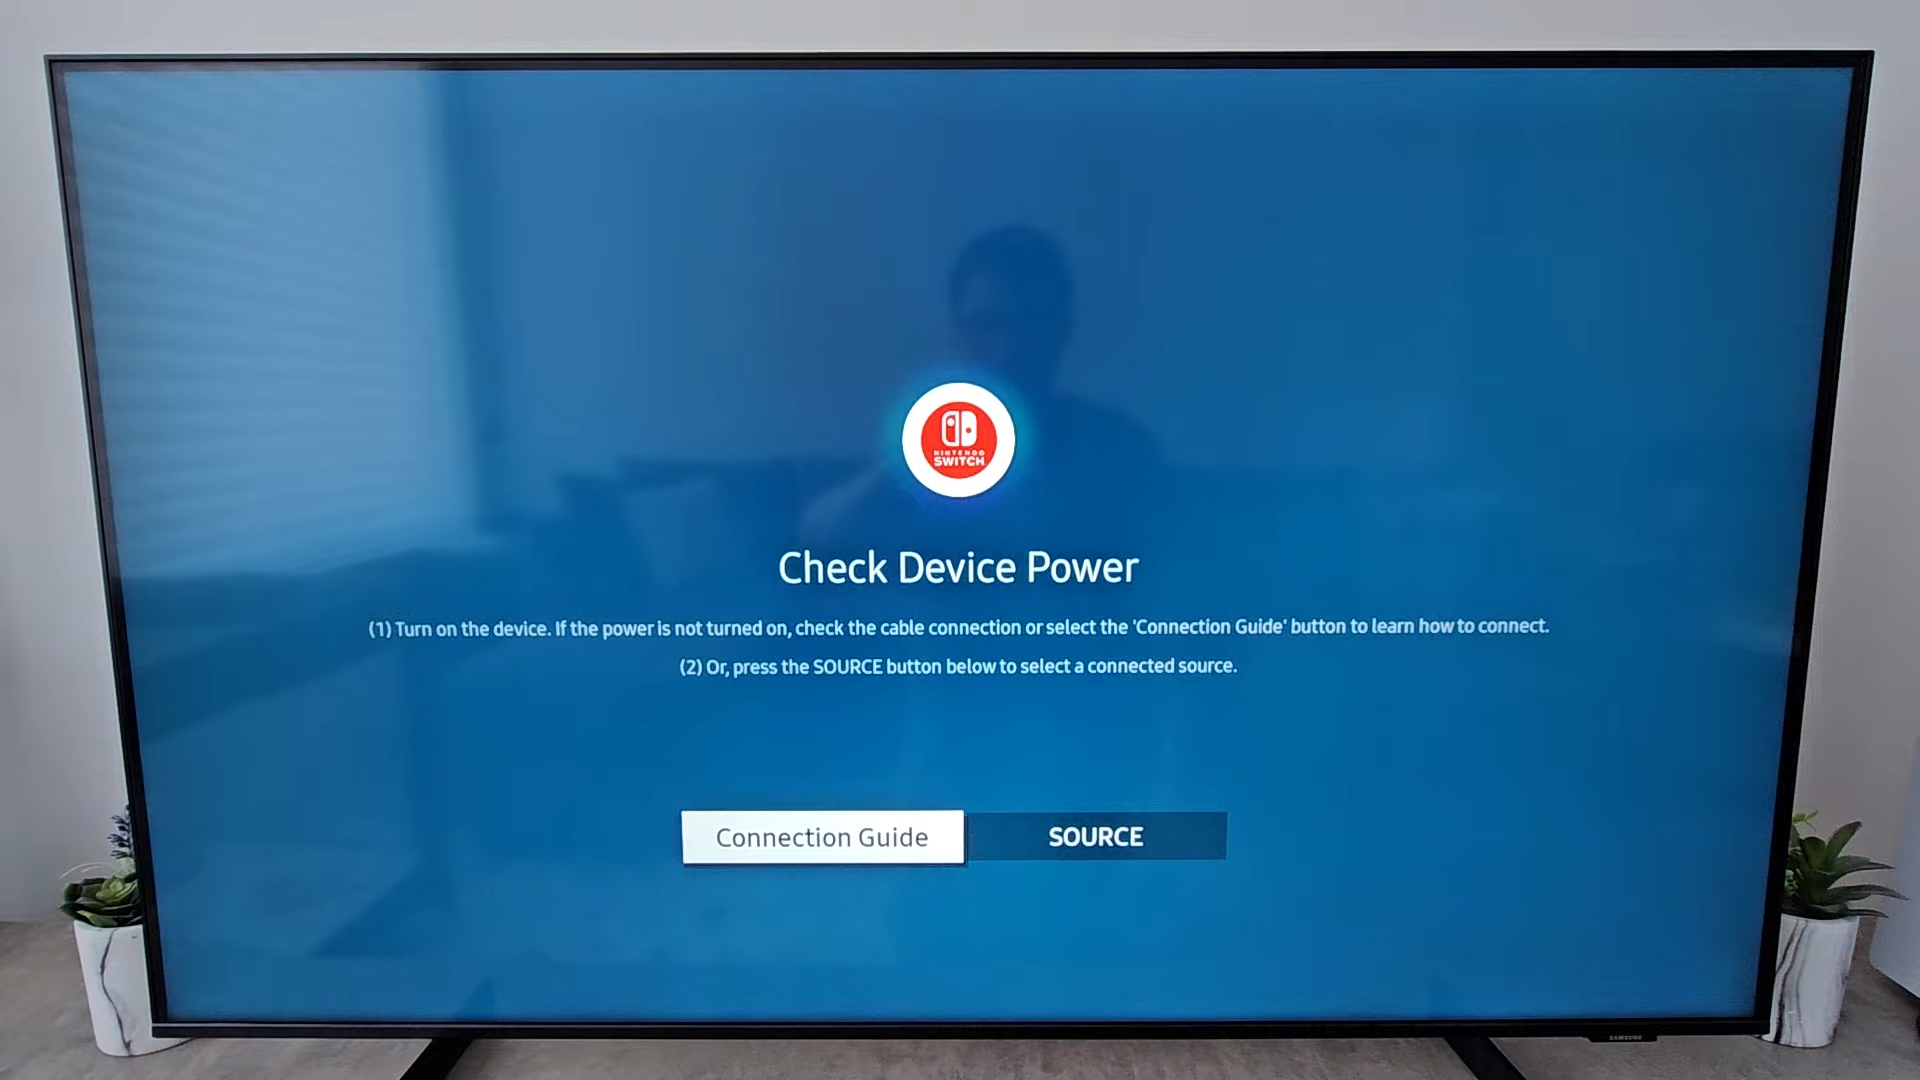 NINTENDO
SWITCH
Check Device Power
(1) Turn on the device. If the power is not turned on, check the cable connection or select the 'Connection Guide' button to learn how to connect.
(2) Or, press the SOURCE button below to select a connected source.
Connection Guide
SOURCE
SAMSUNG